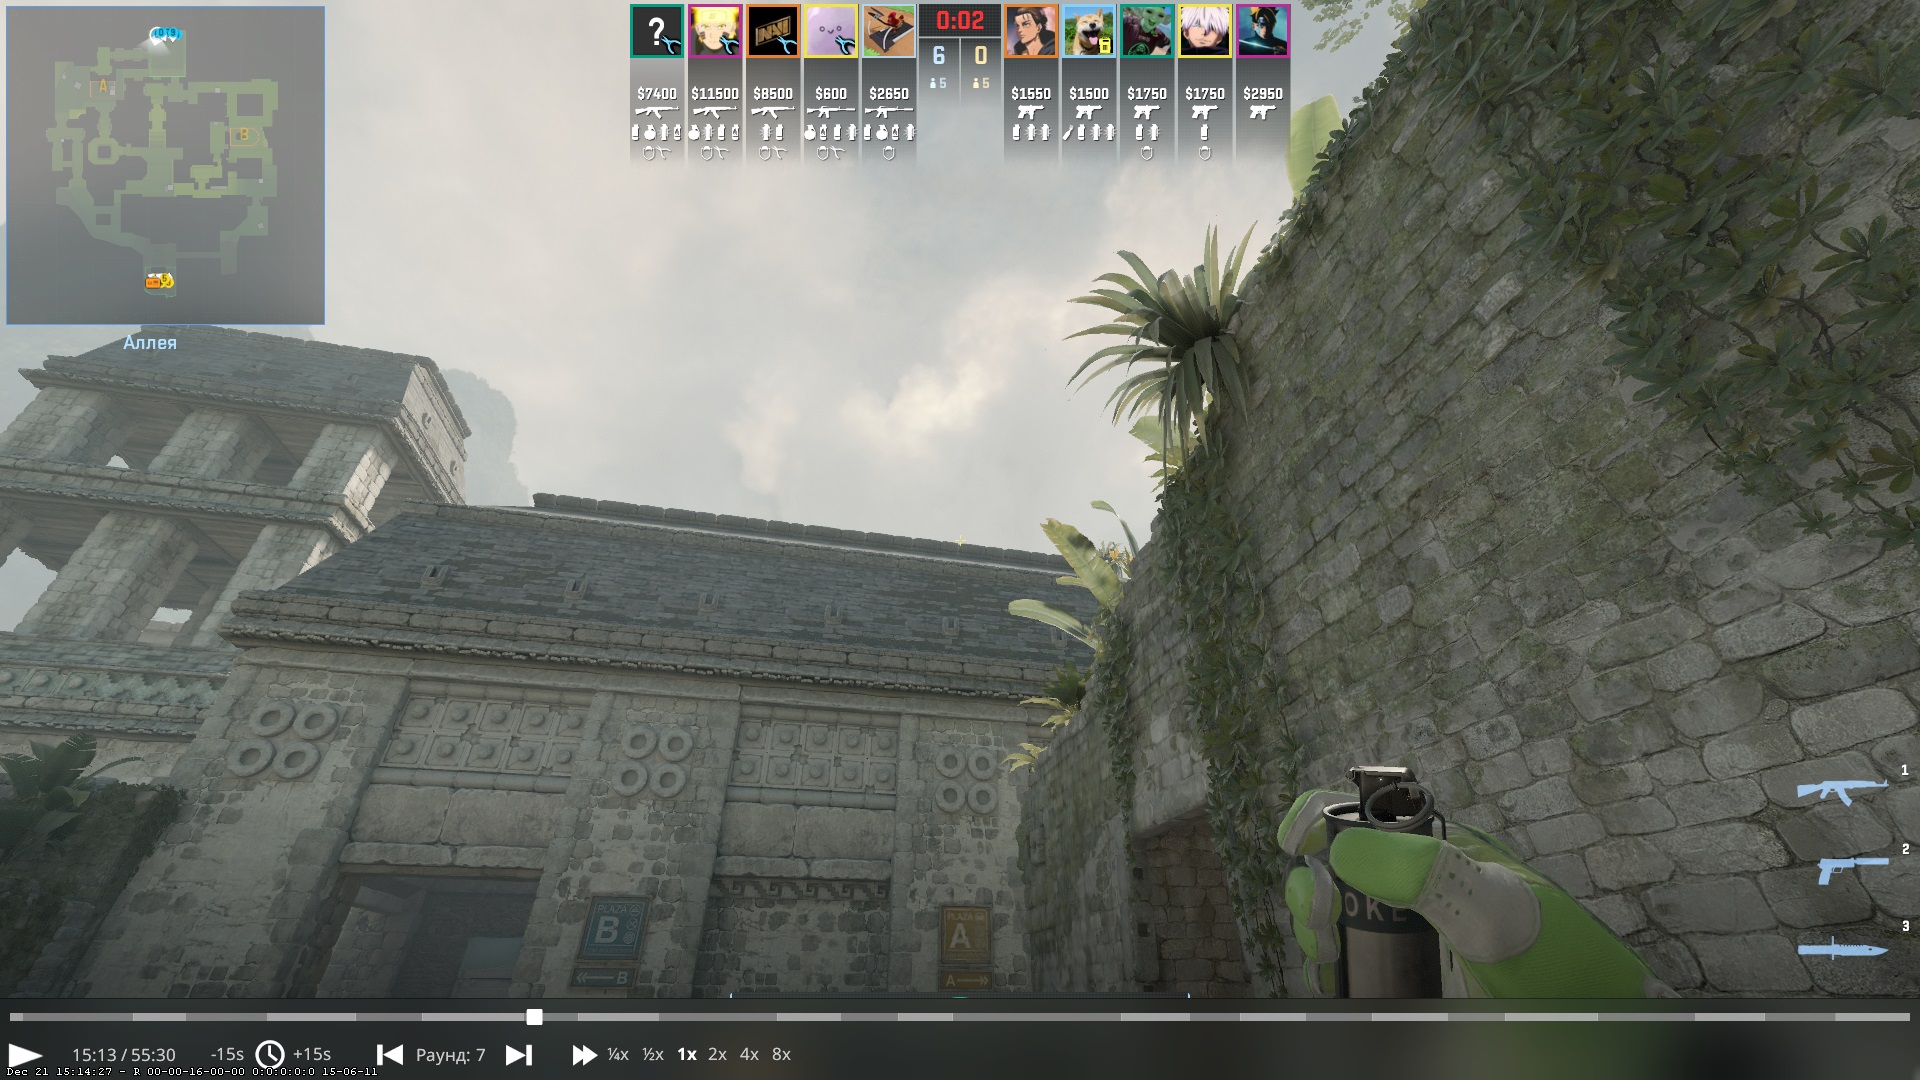 0:02
6 0
5 5
$7400 $11500 $8500 $600 $2650 $1550 $1500 $1750 $1750 $2950
?
A
B
Аллея
PLAZA
B
B
PLAZA
A
A
OKE
1
2
3
15:13 / 55:30 -15s +15s Раунд: 7 ¼x ½x 1x 2x 4x 8x
Dec 21 15:14:27 - R 00-00-16-00-00 0:0:0:0:0 15-06-11